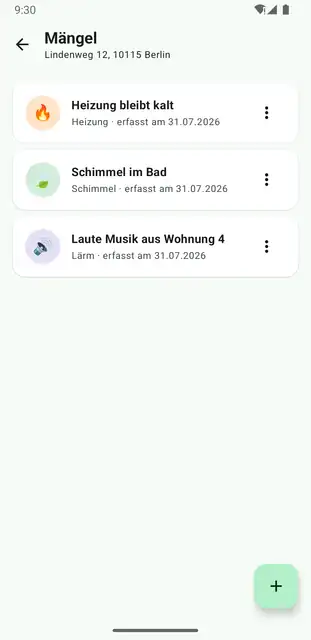 9:30
Mängel
Lindenweg 12, 10115 Berlin
Heizung bleibt kalt
Heizung · erfasst am 31.07.2026
Schimmel im Bad
Schimmel · erfasst am 31.07.2026
Laute Musik aus Wohnung 4
Lärm · erfasst am 31.07.2026